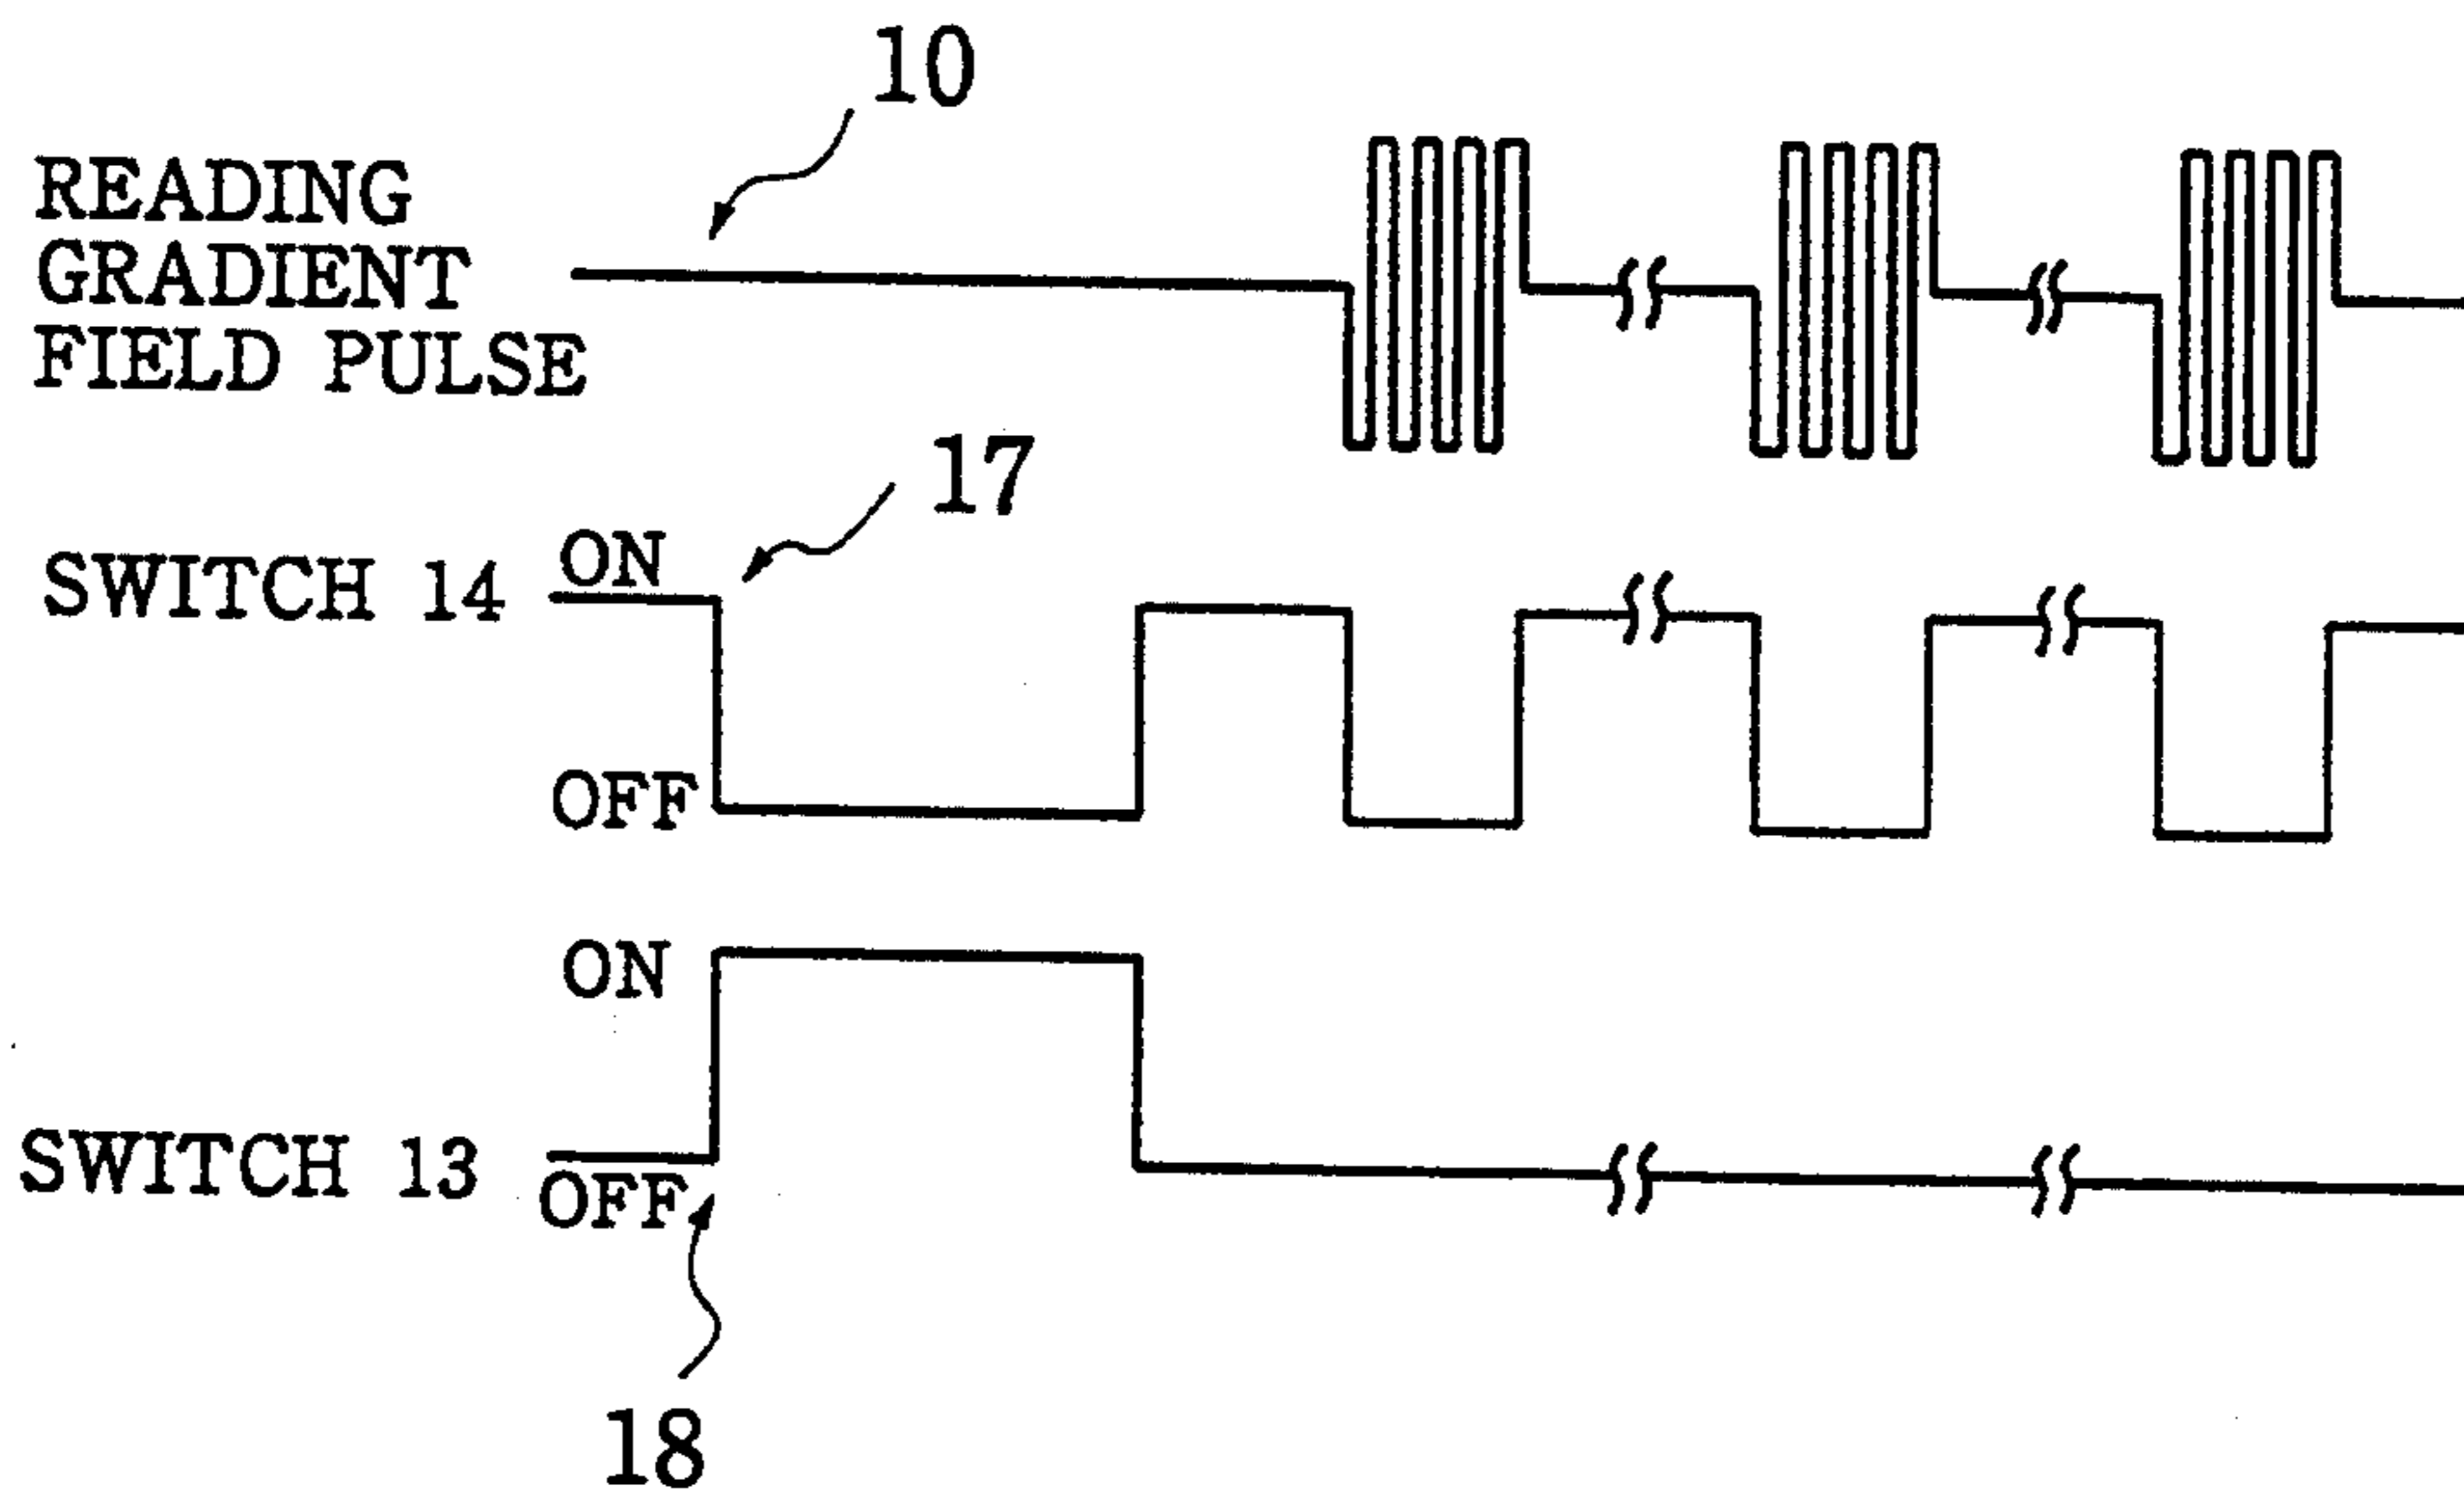 10
READING
GRADIENT
FIELD PULSE
17
SWITCH 14
ON
OFF
ON
SWITCH 13
OFF
18